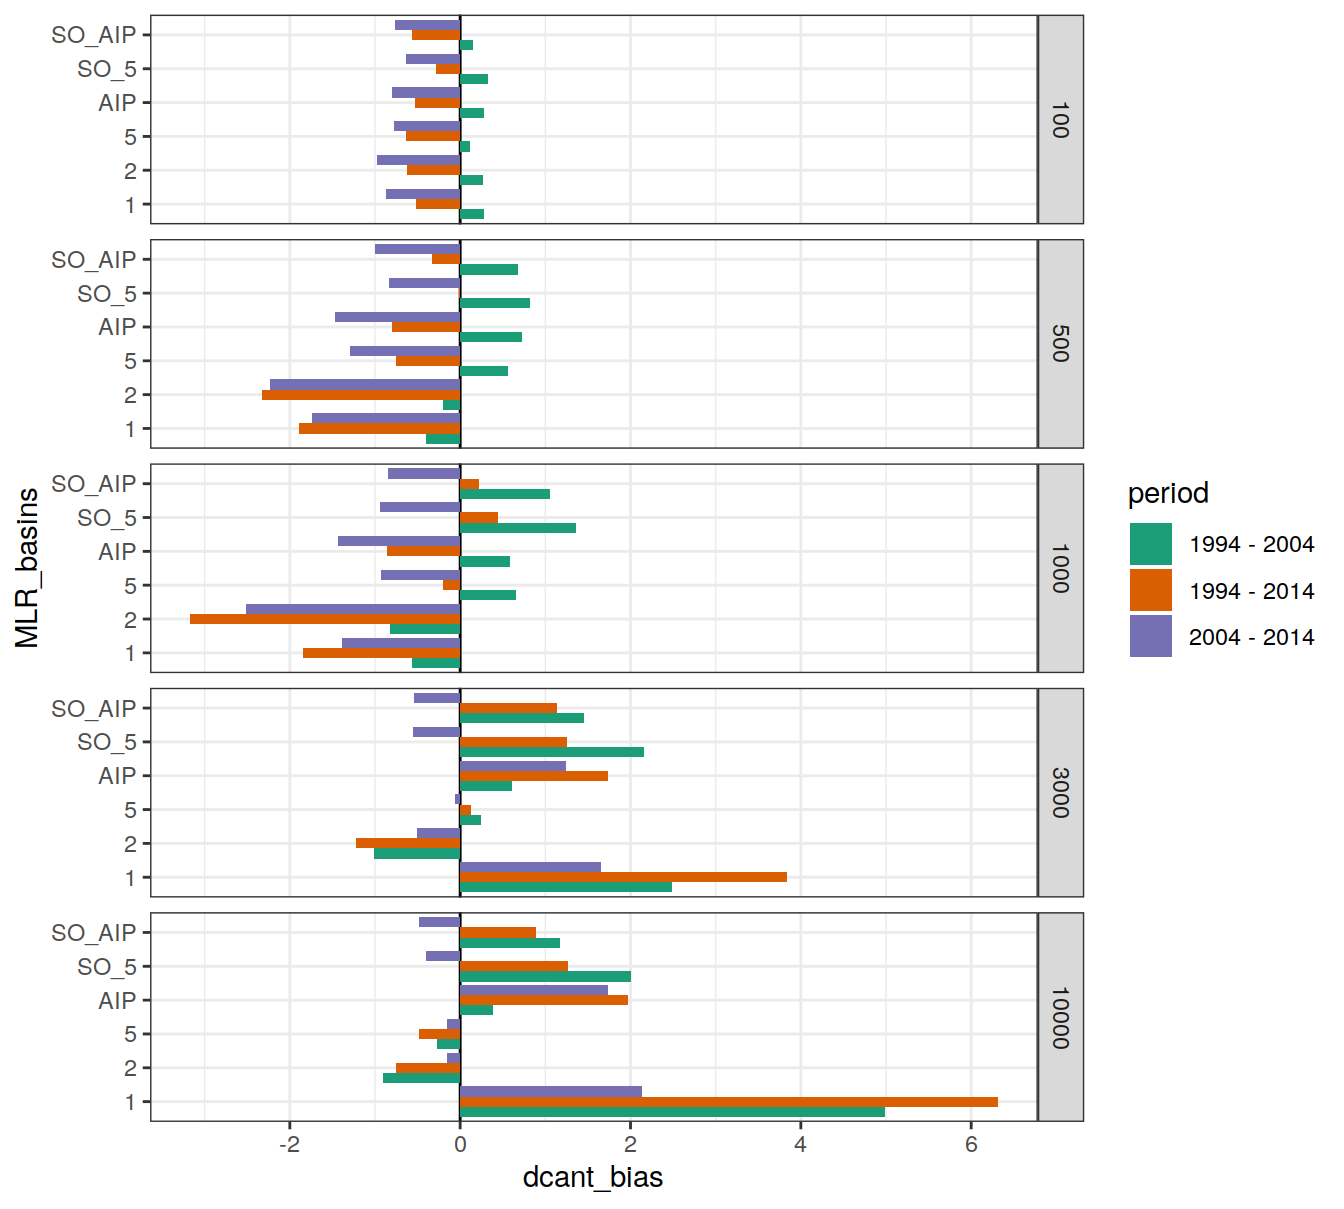 SO_AIP
SO_5
AIP
5
2
1
100
SO_AIP
SO_5
AIP
5
2
1
500
SO_AIP
SO_5
AIP
5
2
1
1000
SO_AIP
SO_5
AIP
5
2
1
3000
SO_AIP
SO_5
AIP
5
2
1
10000
-2 0 2 4 6
dcant_bias
MLR_basins
period
1994 - 2004
1994 - 2014
2004 - 2014